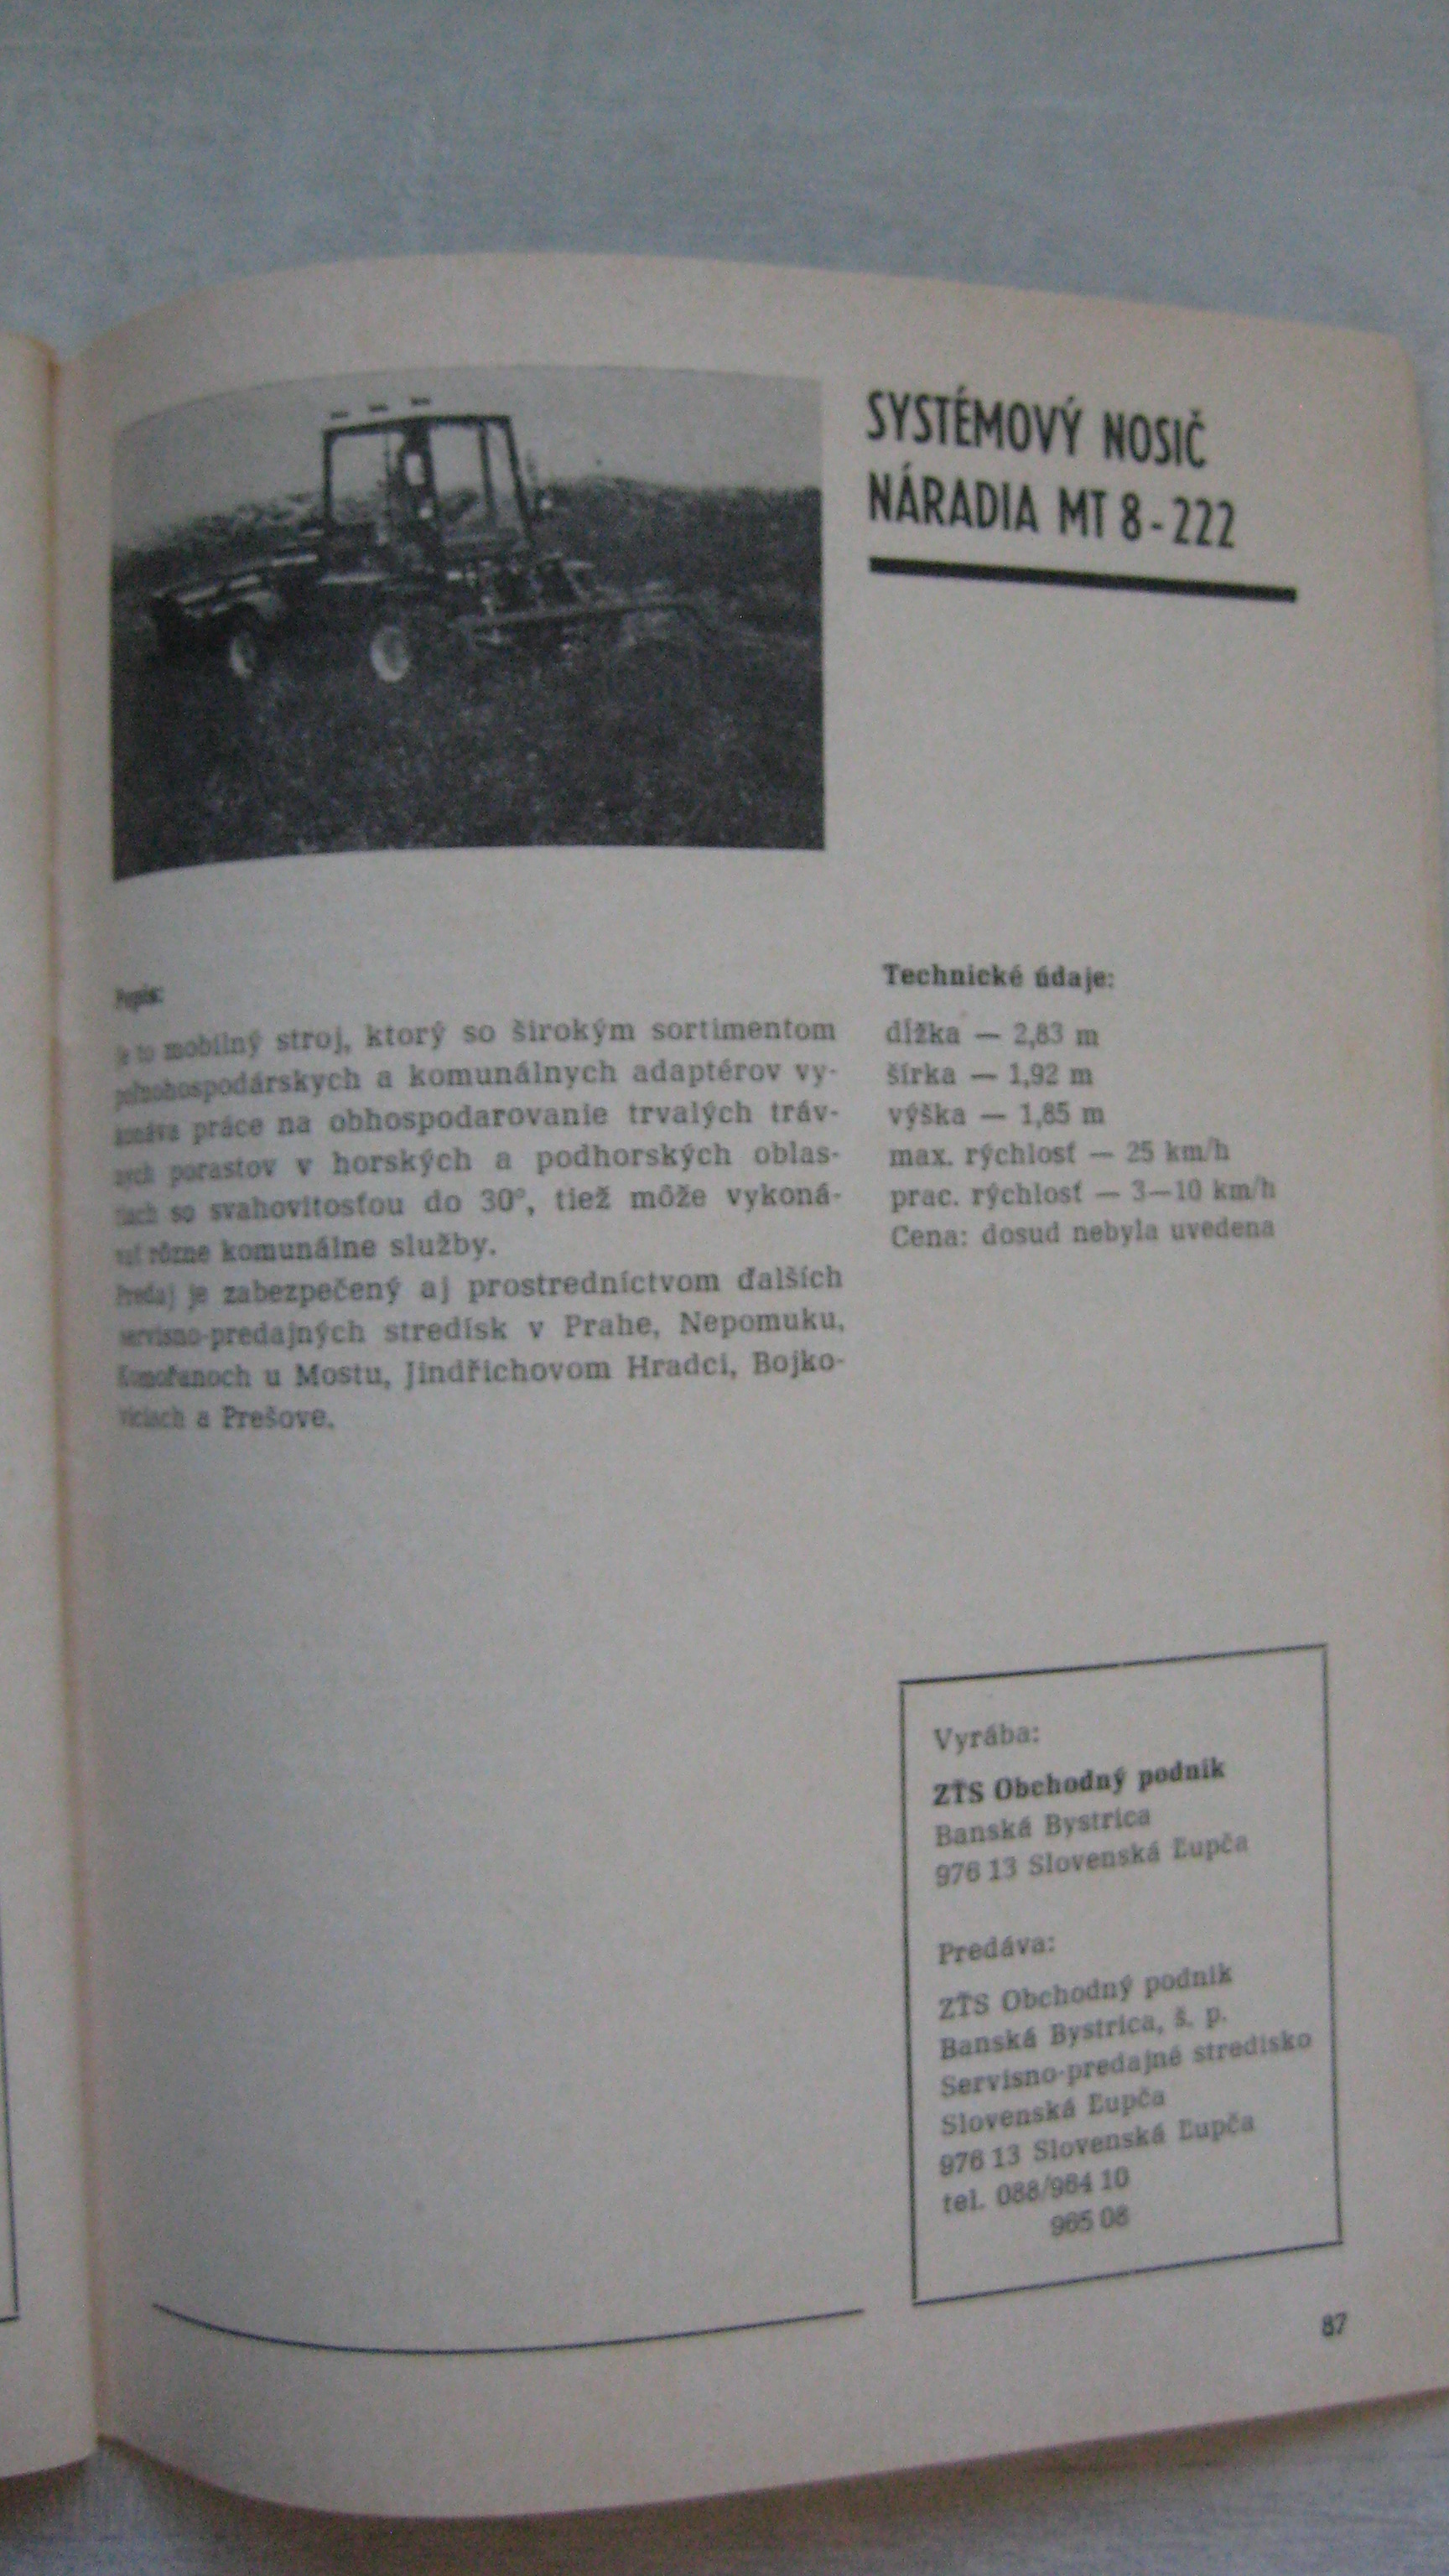 SYSTÉMOVÝ NOSIČ
NÁRADIA MT 8-222
Popis:
Je to mobilný stroj, ktorý so širokým sortimentom
poľnohospodárskych a komunálnych adaptérov vy-
konáva práce na obhospodarovanie trvalých tráv-
nych porastov v horských a podhorských oblas-
tiach so svahovitosťou do 30°, tiež môže vykoná-
vať rôzne komunálne služby.
Predaj je zabezpečený aj prostredníctvom ďalších
servisno-predajných stredísk v Prahe, Nepomuku,
Komořanoch u Mostu, Jindřichovom Hradci, Bojko-
viciach a Prešove.
Technické údaje:
dĺžka — 2,83 m
šírka — 1,92 m
výška — 1,85 m
max. rýchlosť — 25 km/h
prac. rýchlosť — 3—10 km/h
Cena: dosud nebyla uvedena
Vyrába:
ZŤS Obchodný podnik
Banská Bystrica
976 13 Slovenská Ľupča
Predáva:
ZŤS Obchodný podnik
Banská Bystrica, š. p.
Servisno-predajné stredisko
Slovenská Ľupča
976 13 Slovenská Ľupča
tel. 088/964 10
965 08
87